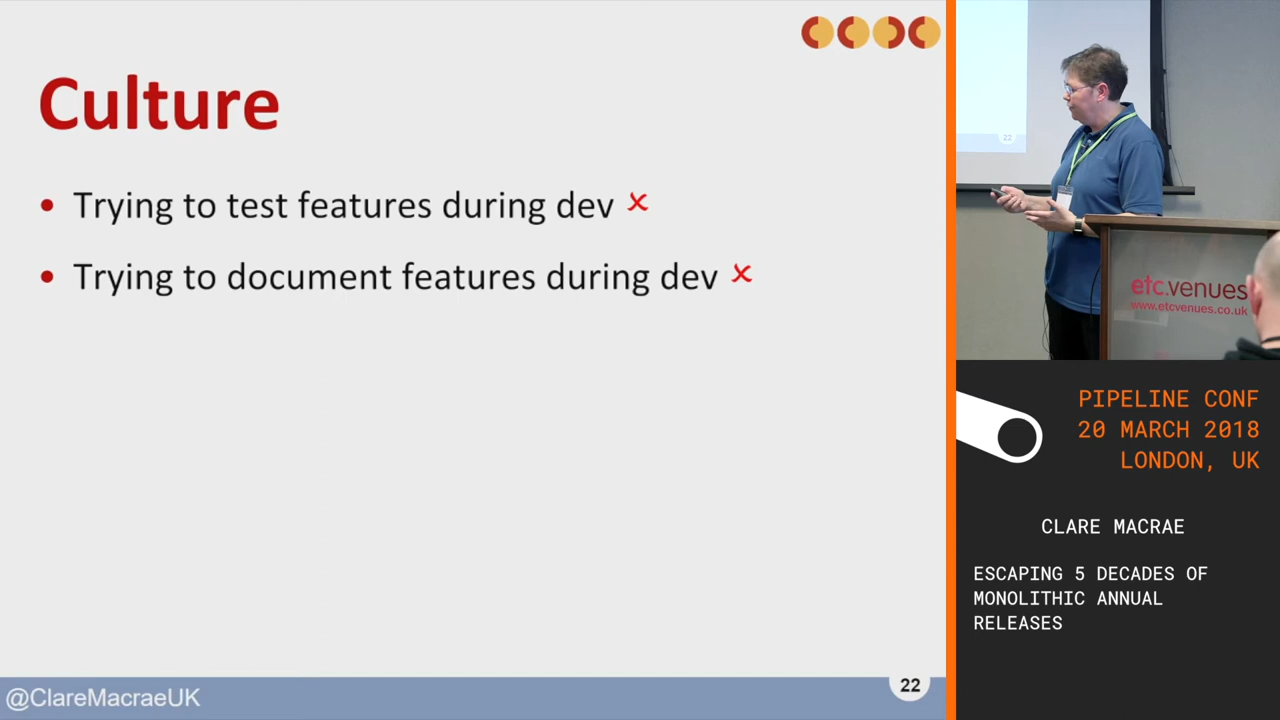 Culture
• Trying to test features during dev ✗
• Trying to document features during dev ✗
@ClareMacraeUK
22
22
etc.venues
www.etcvenues.co.uk
PIPELINE CONF
20 MARCH 2018
LONDON, UK
CLARE MACRAE
ESCAPING 5 DECADES OF
MONOLITHIC ANNUAL
RELEASES